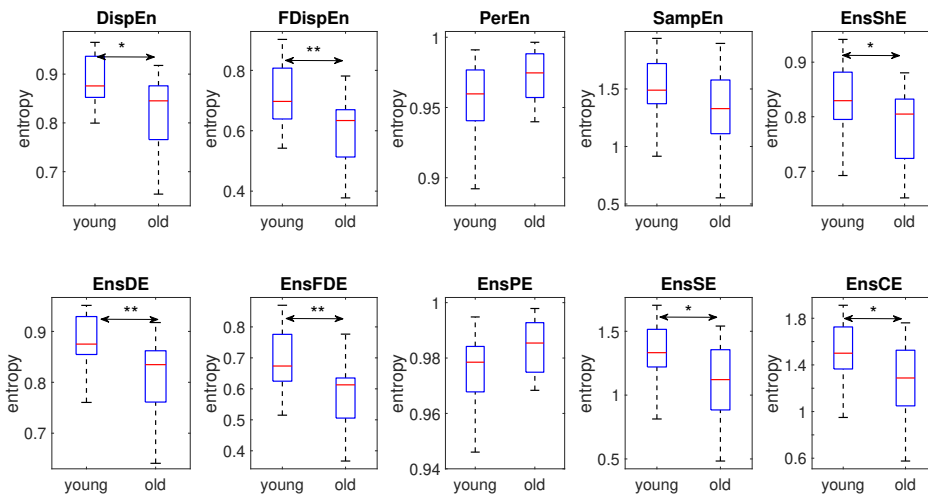 DispEn
FDispEn
PerEn
SampEn
EnsShE
entropy
0.9
0.8
0.7
*
young
old
entropy
0.8
0.6
0.4
**
young
old
entropy
1
0.95
0.9
young
old
entropy
1.5
1
0.5
young
old
entropy
0.9
0.8
0.7
*
young
old
EnsDE
EnsFDE
EnsPE
EnsSE
EnsCE
entropy
0.9
0.8
0.7
**
young
old
entropy
0.8
0.7
0.6
0.5
0.4
**
young
old
entropy
1
0.98
0.96
0.94
young
old
entropy
1.5
1
0.5
*
young
old
entropy
1.8
1.4
1
0.6
*
young
old